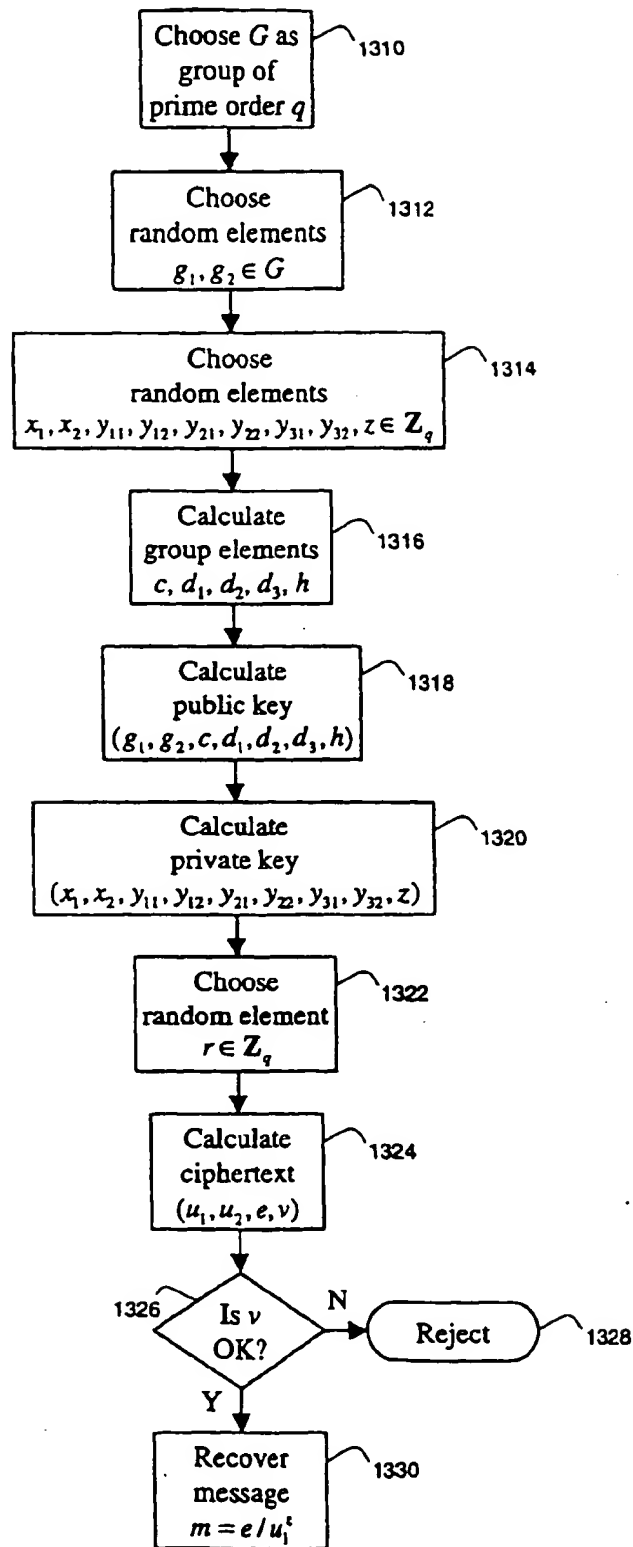 Choose G as
group of
prime order q
1310
Choose
random elements
g₁, g₂ ∈ G
1312
Choose
random elements
x₁, x₂, y₁₁, y₁₂, y₂₁, y₂₂, y₃₁, y₃₂, z ∈ Z_q
1314
Calculate
group elements
c, d₁, d₂, d₃, h
1316
Calculate
public key
(g₁, g₂, c, d₁, d₂, d₃, h)
1318
Calculate
private key
(x₁, x₂, y₁₁, y₁₂, y₂₁, y₂₂, y₃₁, y₃₂, z)
1320
Choose
random element
r ∈ Z_q
1322
Calculate
ciphertext
(u₁, u₂, e, v)
1324
1326
Is v
OK?
N
Reject
1328
Y
Recover
message
m = e / u₁ᶻ
1330